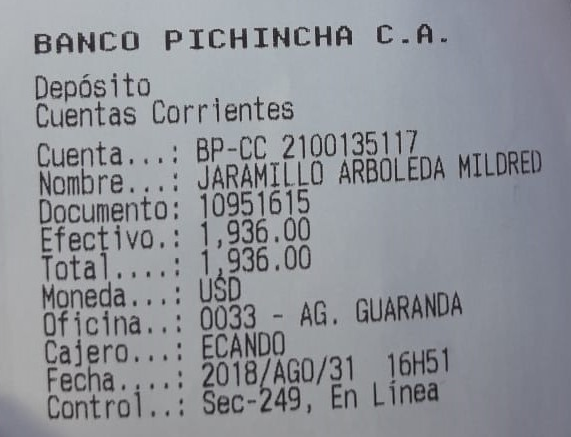 BANCO PICHINCHA C.A.
Depósito
Cuentas Corrientes
Cuenta...: BP-CC 2100135117
Nombre...: JARAMILLO ARBOLEDA MILDRED
Documento: 10951615
Efectivo.: 1,936.00
Total....: 1,936.00
Moneda...: USD
Oficina..: 0033 - AG. GUARANDA
Cajero...: ECANDO
Fecha....: 2018/AGO/31 16H51
Control..: Sec-249, En Línea